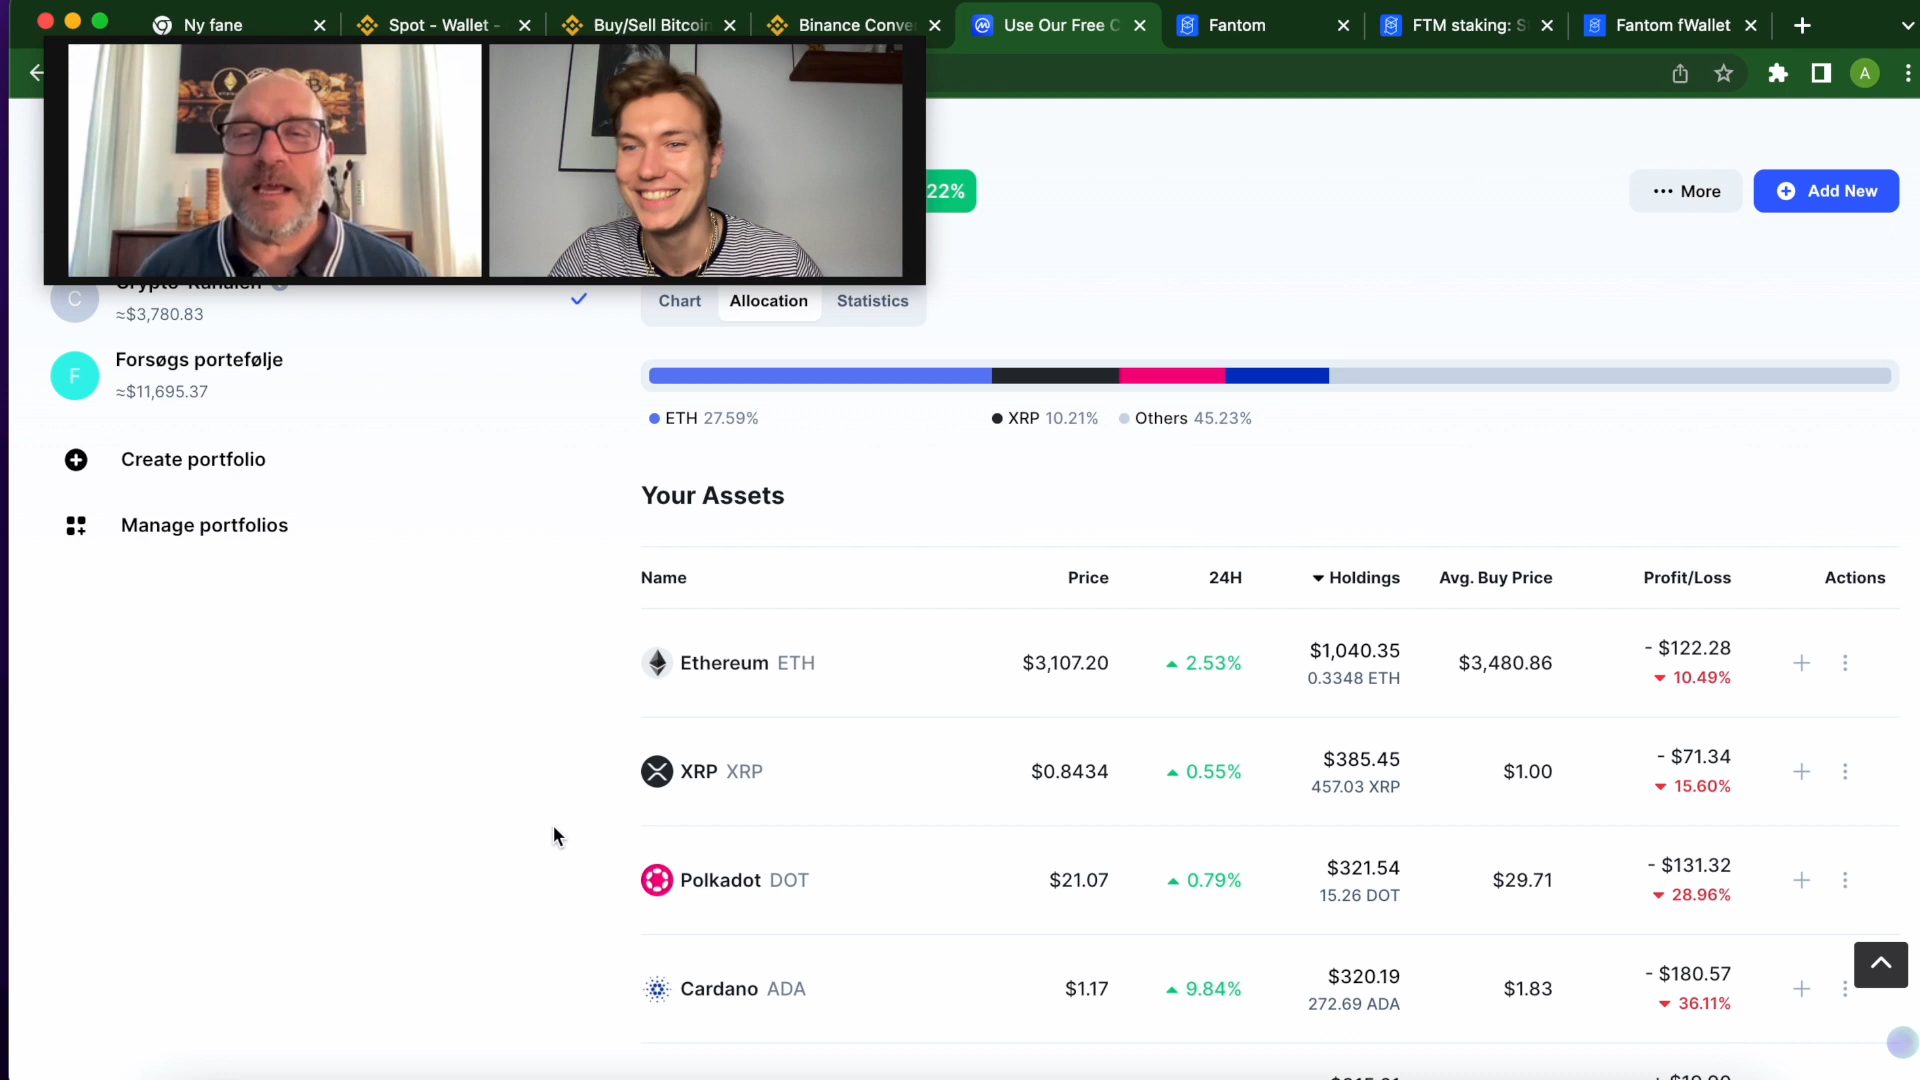 Ny fane
Spot - Wallet -
Buy/Sell Bitcoin
Binance Conve
Use Our Free C
Fantom
FTM staking: S
Fantom fWallet
A
22%
More
Add New
C
≈$3,780.83
Chart
Allocation
Statistics
F
Forsøgs portefølje
≈$11,695.37
ETH 27.59%
XRP 10.21%
Others 45.23%
Create portfolio
Manage portfolios
Your Assets
Name Price 24H Holdings Avg. Buy Price Profit/Loss Actions
Ethereum ETH $3,107.20 2.53% $1,040.35 $3,480.86 - $122.28
0.3348 ETH 10.49%
XRP XRP $0.8434 0.55% $385.45 $1.00 - $71.34
457.03 XRP 15.60%
Polkadot DOT $21.07 0.79% $321.54 $29.71 - $131.32
15.26 DOT 28.96%
Cardano ADA $1.17 9.84% $320.19 $1.83 - $180.57
272.69 ADA 36.11%